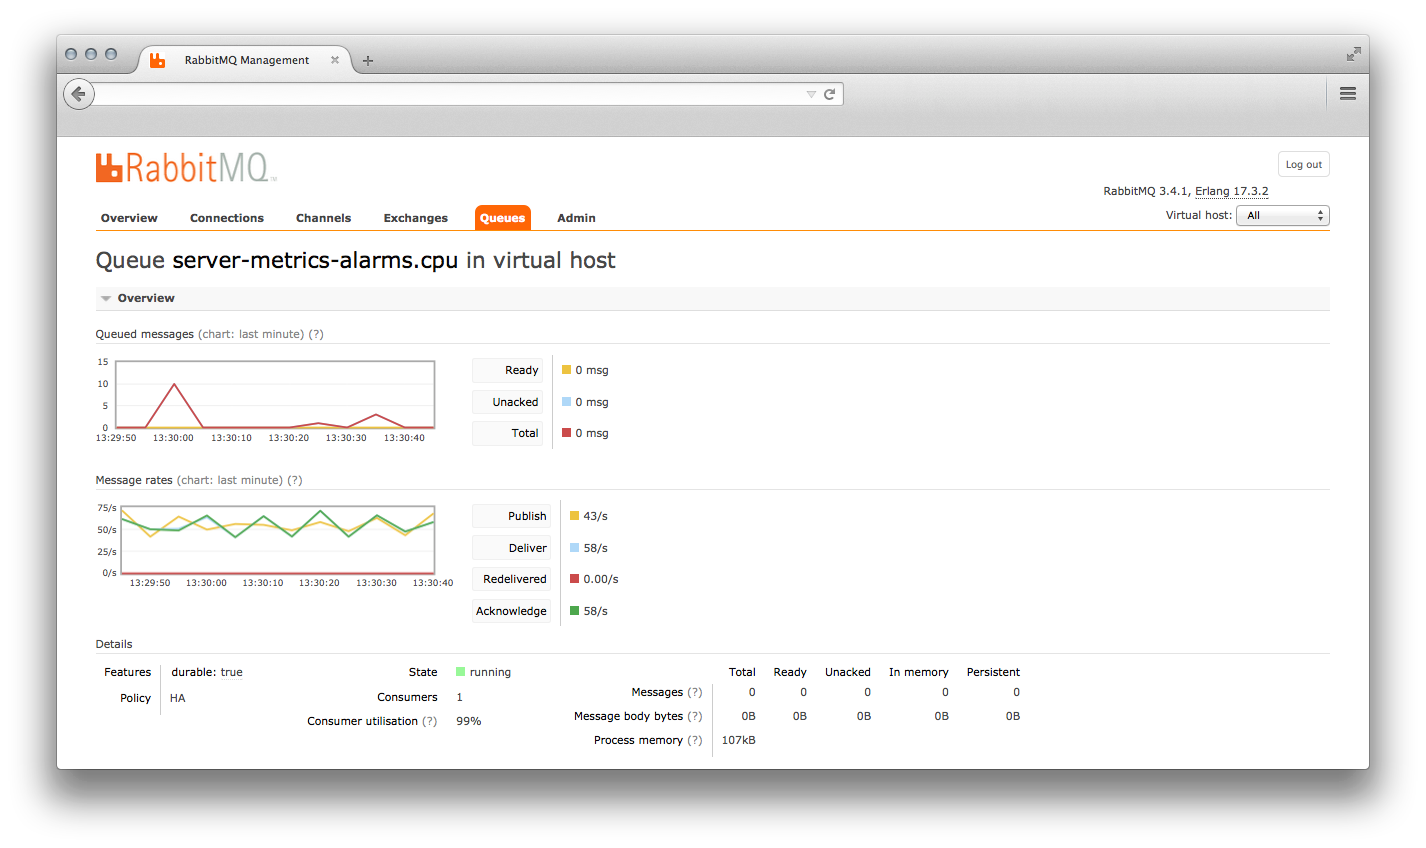 RabbitMQ Management
RabbitMQ
Log out
RabbitMQ 3.4.1, Erlang 17.3.2
Virtual host: All
Overview Connections Channels Exchanges Queues Admin
Queue server-metrics-alarms.cpu in virtual host
Overview
Queued messages (chart: last minute) (?)
15
10
5
0
13:29:50 13:30:00 13:30:10 13:30:20 13:30:30 13:30:40
Ready 0 msg
Unacked 0 msg
Total 0 msg
Message rates (chart: last minute) (?)
75/s
50/s
25/s
0/s
13:29:50 13:30:00 13:30:10 13:30:20 13:30:30 13:30:40
Publish 43/s
Deliver 58/s
Redelivered 0.00/s
Acknowledge 58/s
Details
Features durable: true
Policy HA
State running
Consumers 1
Consumer utilisation (?) 99%
Total Ready Unacked In memory Persistent
Messages (?) 0 0 0 0 0
Message body bytes (?) 0B 0B 0B 0B 0B
Process memory (?) 107kB